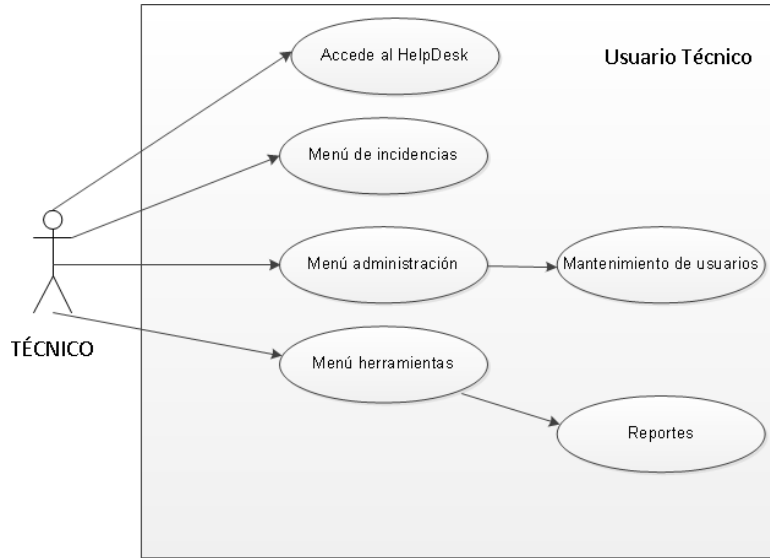 Accede al HelpDesk
Usuario Técnico
Menú de incidencias
Menú administración
Mantenimiento de usuarios
TÉCNICO
Menú herramientas
Reportes